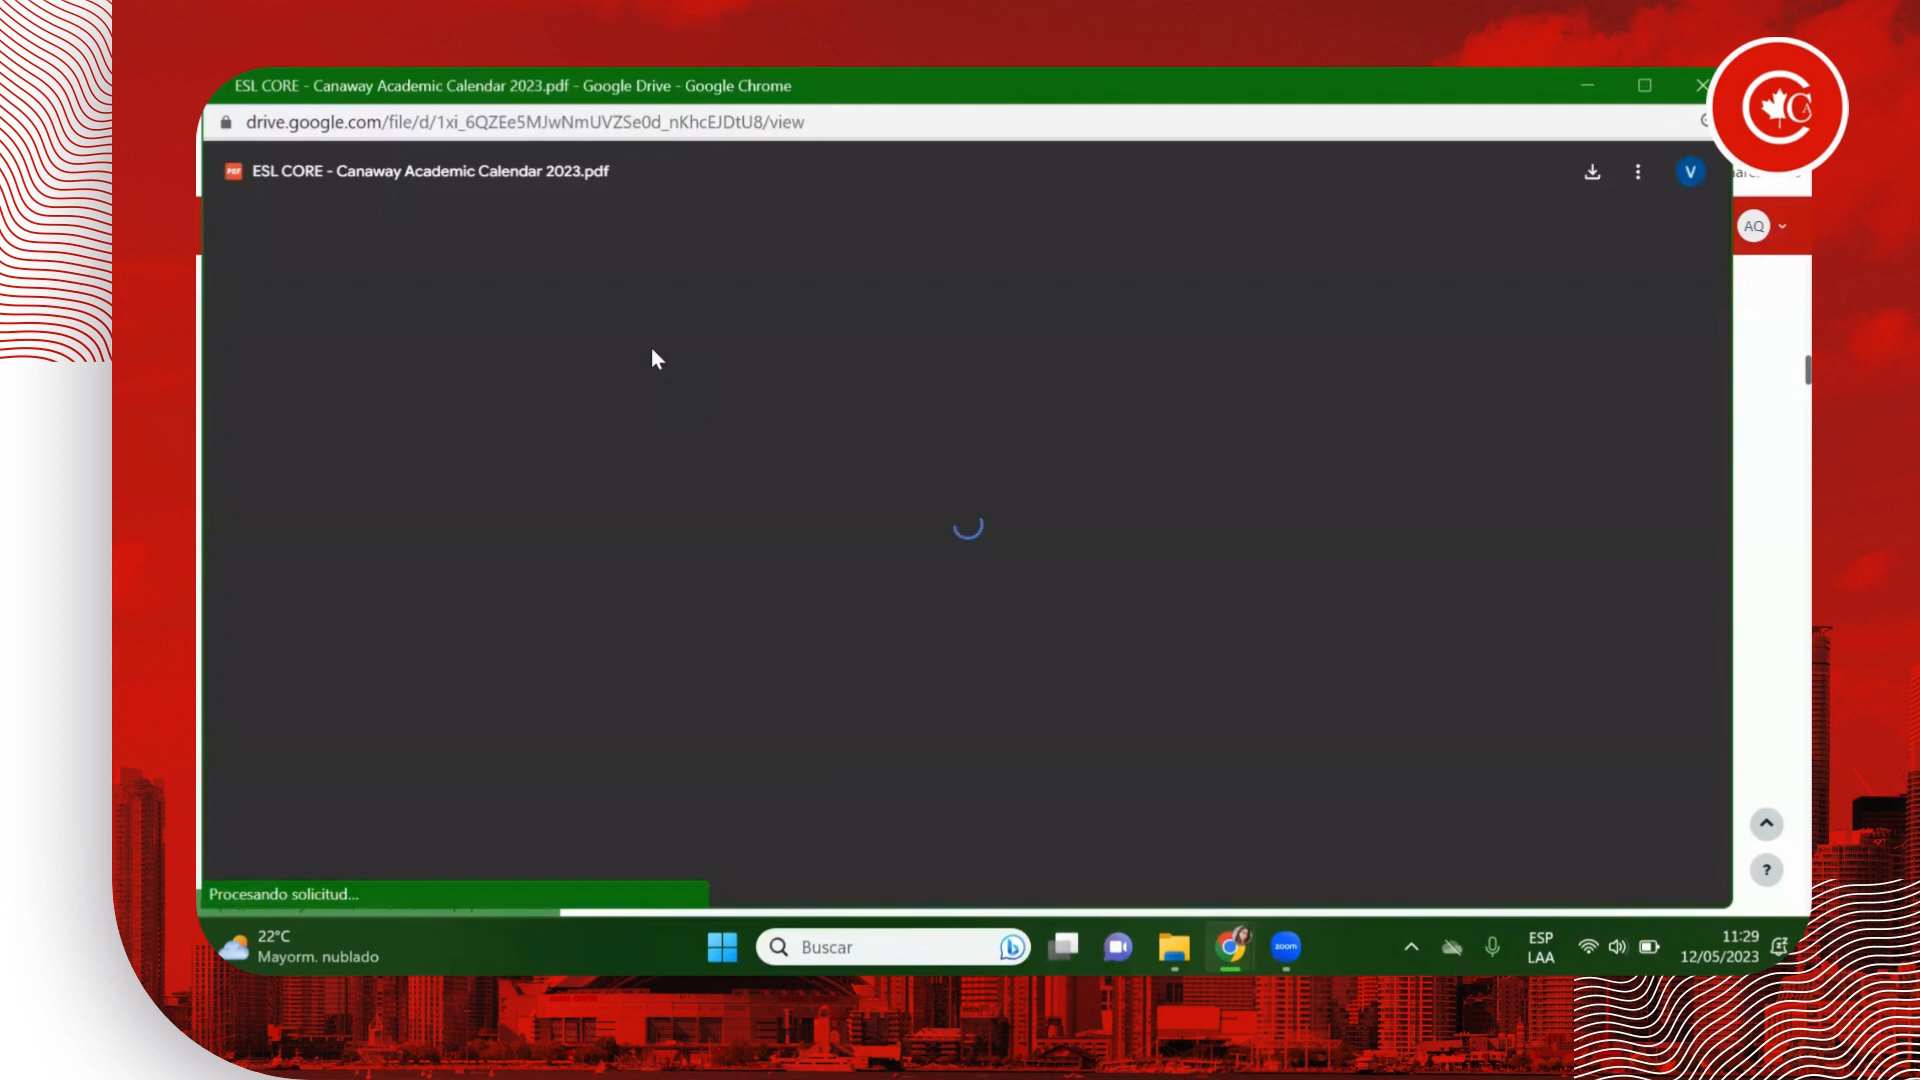 ESL CORE - Canaway Academic Calendar 2023.pdf - Google Drive - Google Chrome
drive.google.com/file/d/1xi_6QZEe5MJwNmUVZSe0d_nKhcEJDtU8/view
PDF
ESL CORE - Canaway Academic Calendar 2023.pdf
V
AQ
?
Procesando solicitud...
22°C
Mayorm. nublado
Buscar
zoom
ESP
LAA
11:29
12/05/2023